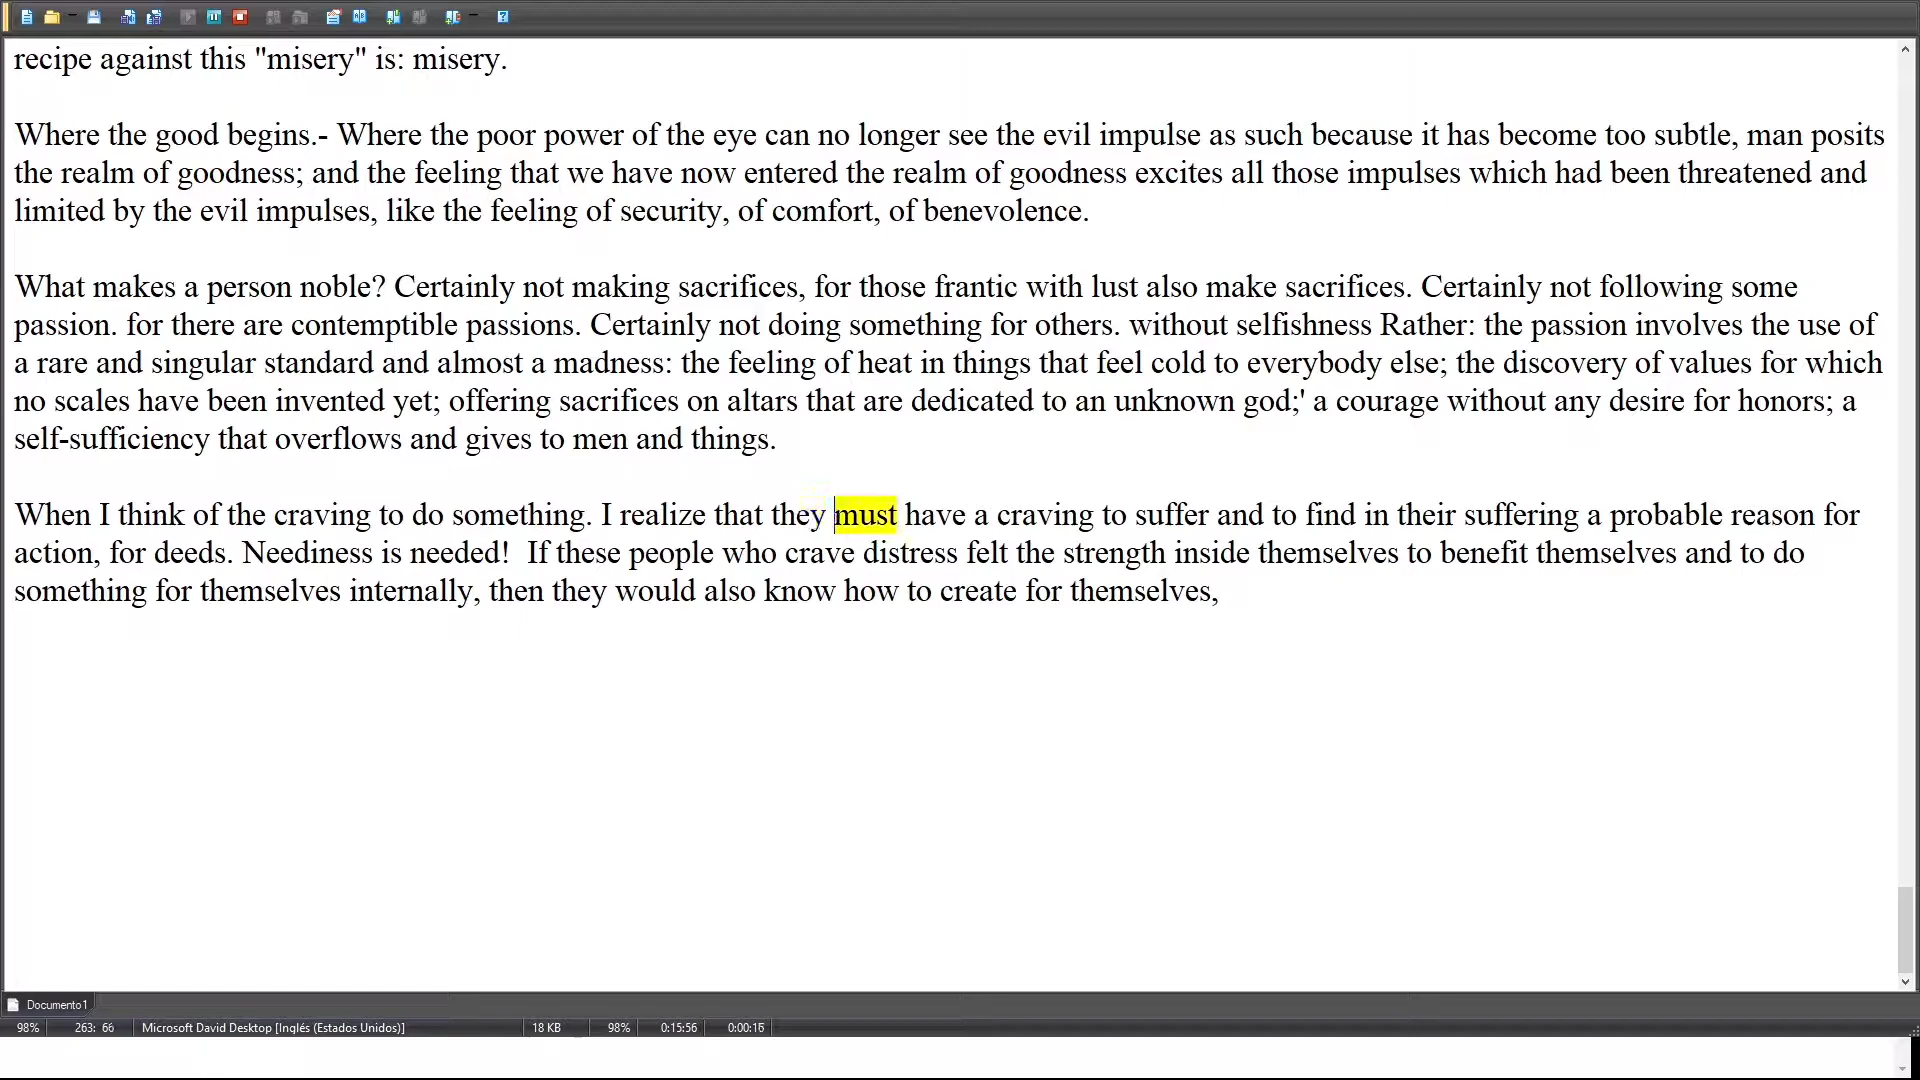 recipe against this "misery" is: misery.
Where the good begins.- Where the poor power of the eye can no longer see the evil impulse as such because it has become too subtle, man posits
the realm of goodness; and the feeling that we have now entered the realm of goodness excites all those impulses which had been threatened and
limited by the evil impulses, like the feeling of security, of comfort, of benevolence.
What makes a person noble? Certainly not making sacrifices, for those frantic with lust also make sacrifices. Certainly not following some
passion. for there are contemptible passions. Certainly not doing something for others. without selfishness Rather: the passion involves the use of
a rare and singular standard and almost a madness: the feeling of heat in things that feel cold to everybody else; the discovery of values for which
no scales have been invented yet; offering sacrifices on altars that are dedicated to an unknown god;' a courage without any desire for honors; a
self-sufficiency that overflows and gives to men and things.
When I think of the craving to do something. I realize that they must have a craving to suffer and to find in their suffering a probable reason for
action, for deeds. Neediness is needed!  If these people who crave distress felt the strength inside themselves to benefit themselves and to do
something for themselves internally, then they would also know how to create for themselves,
Documento1
98% 263: 66 Microsoft David Desktop [Inglés (Estados Unidos)] 18 KB 98% 0:15:56 0:00:15